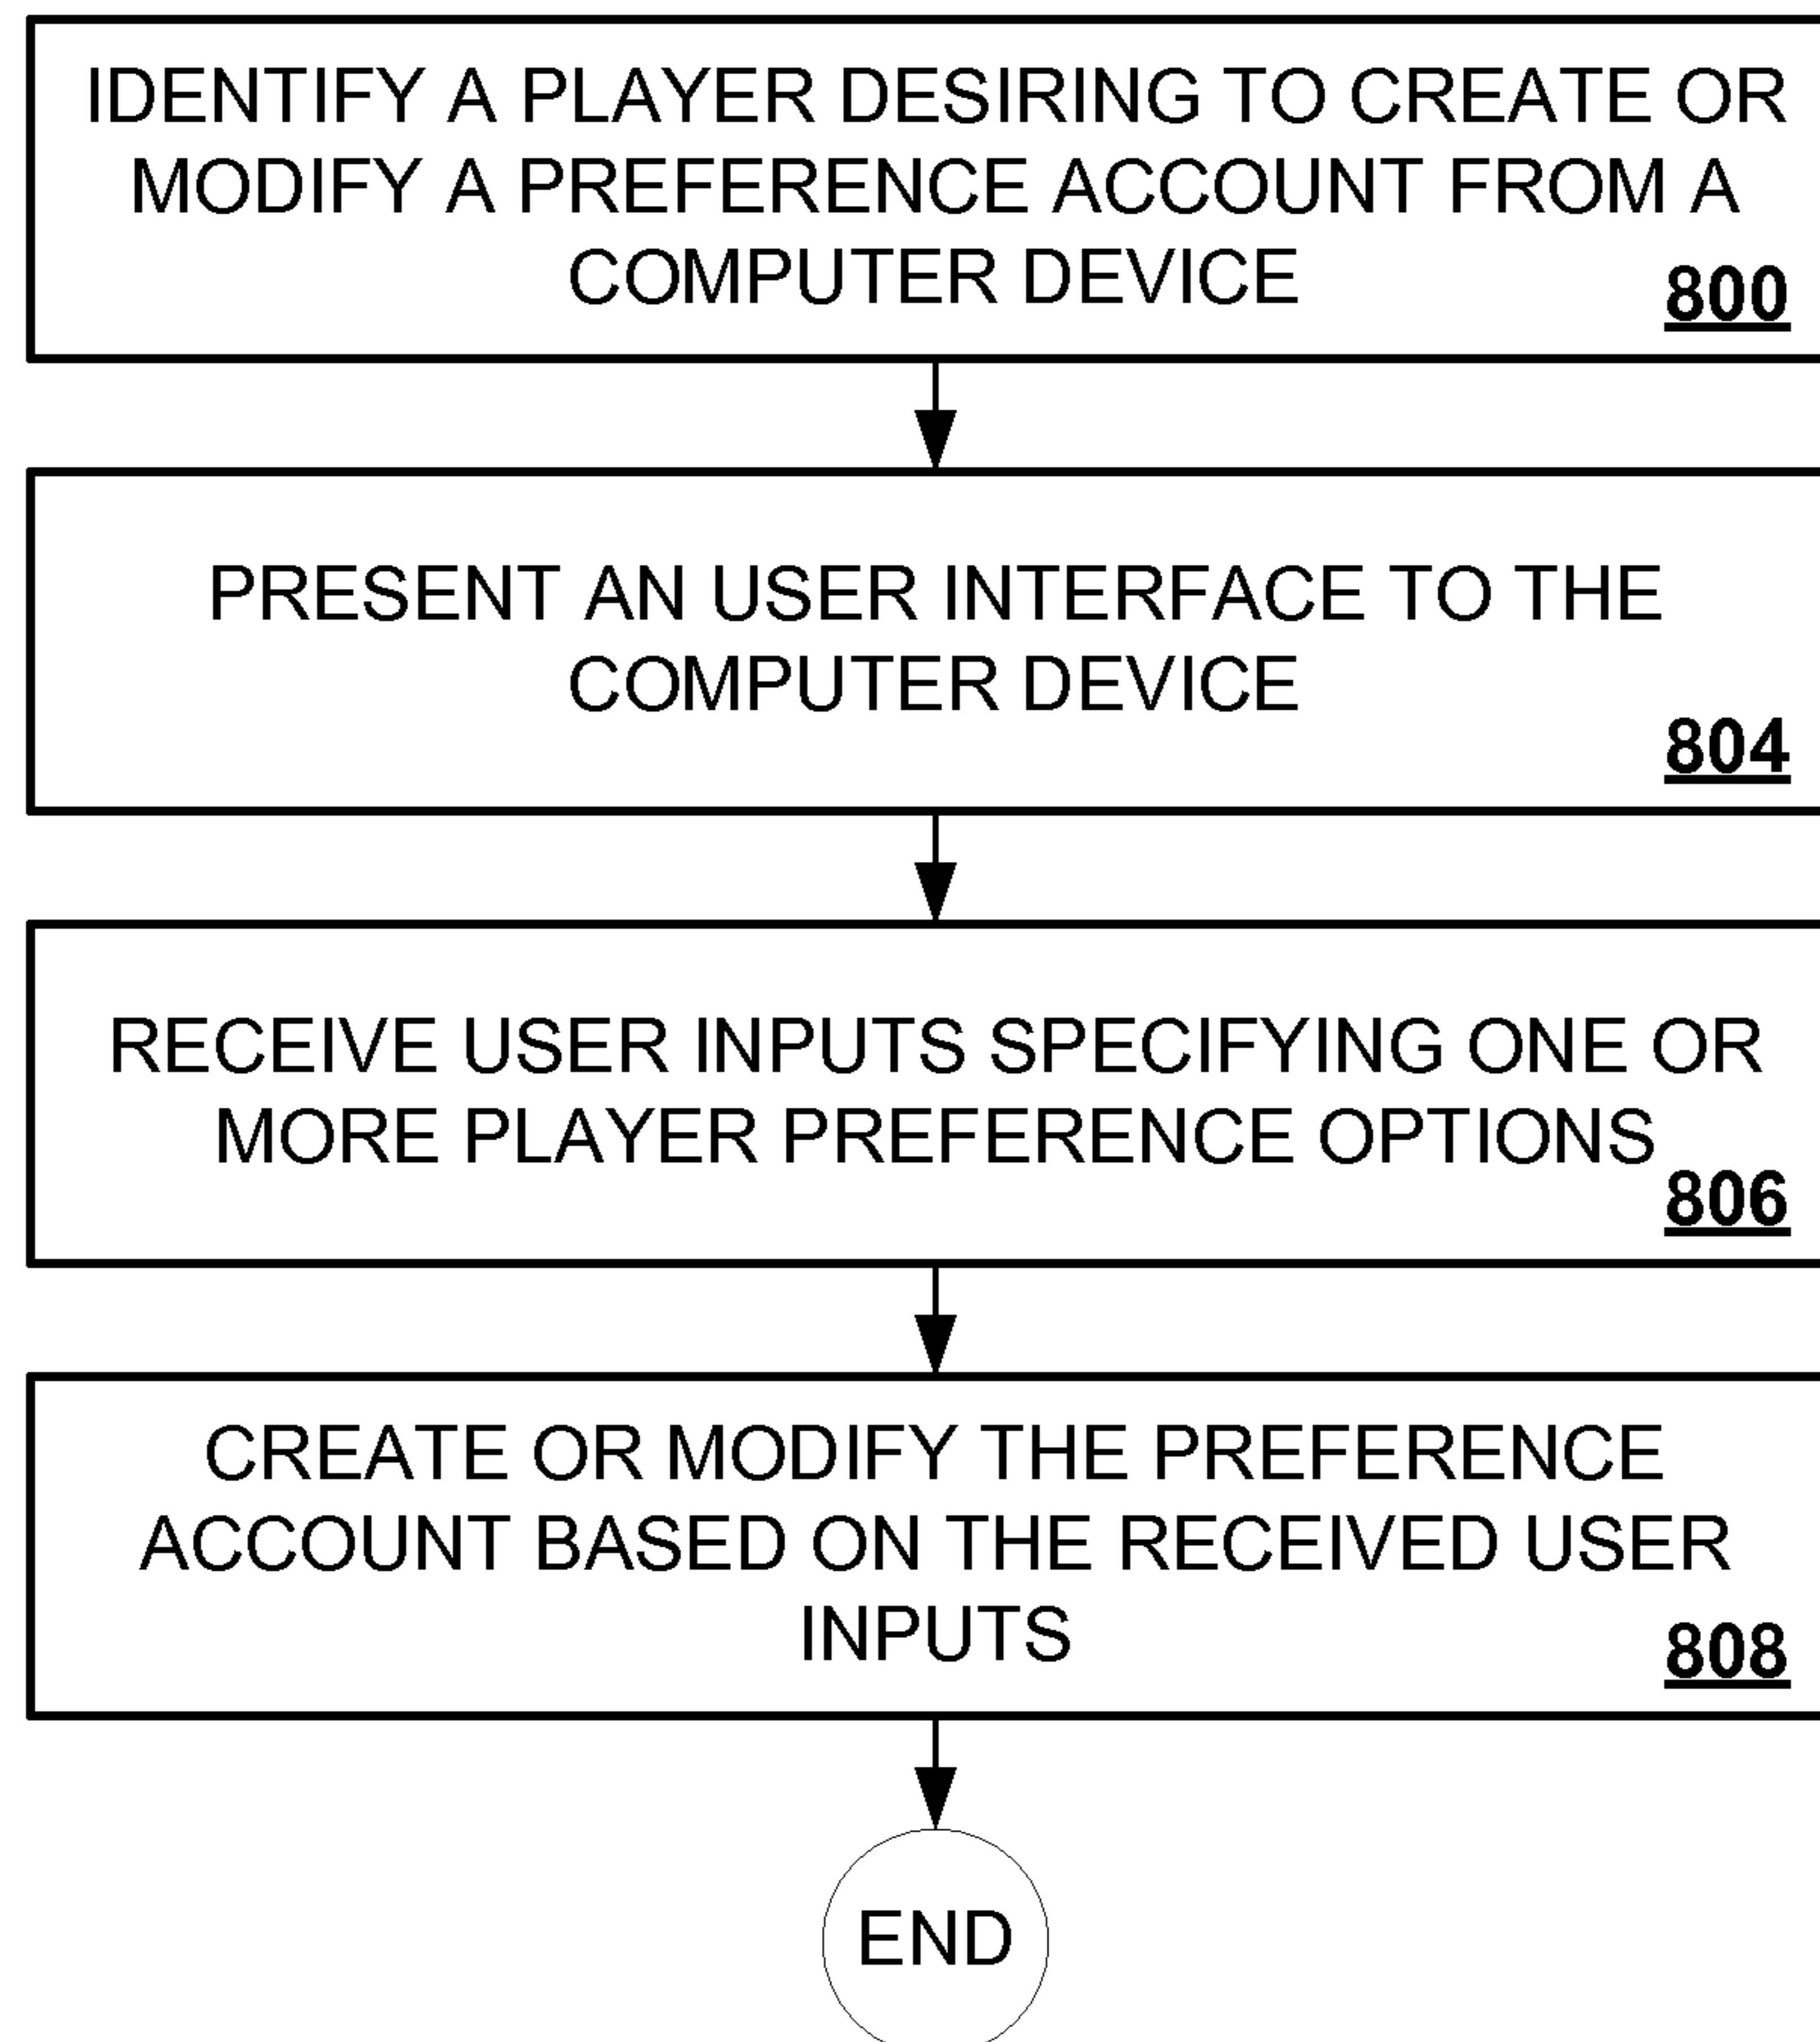 IDENTIFY A PLAYER DESIRING TO CREATE OR
MODIFY A PREFERENCE ACCOUNT FROM A
COMPUTER DEVICE
800
PRESENT AN USER INTERFACE TO THE
COMPUTER DEVICE
804
RECEIVE USER INPUTS SPECIFYING ONE OR
MORE PLAYER PREFERENCE OPTIONS
806
CREATE OR MODIFY THE PREFERENCE
ACCOUNT BASED ON THE RECEIVED USER
INPUTS
808
END